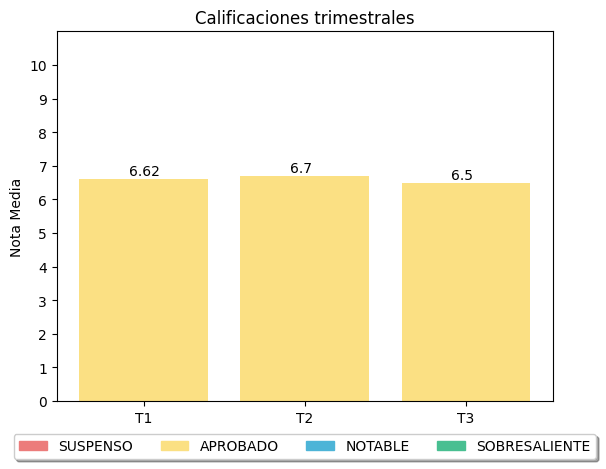 Calificaciones trimestrales
Nota Media
10
9
8
7
6
5
4
3
2
1
0
6.62
6.7
6.5
T1
T2
T3
SUSPENSO
APROBADO
NOTABLE
SOBRESALIENTE